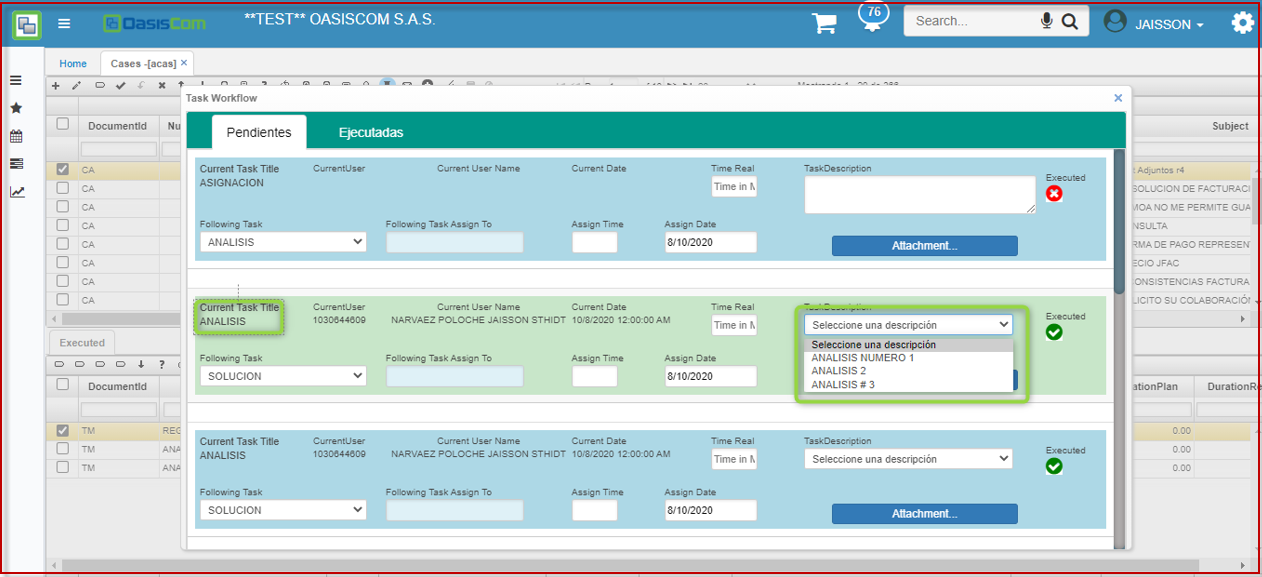 **TEST** OASISCOM S.A.S.
OasisCom
76
Search...
JAISSON
Home
Cases -[acas] ×
Task Workflow
Pendientes
Ejecutadas
DocumentId
Nu
Subject
CA
CA
CA
CA
CA
CA
CA
CA
Adjuntos r4
SOLUCION DE FACTURACI
MOA NO ME PERMITE GUA
NSULTA
RMA DE PAGO REPRESEN
ECIO JFAC
ONSISTENCIAS FACTURA
LICITO SU COLABORACIÓN
Current Task Title
ASIGNACION
CurrentUser
Current User Name
Current Date
Time Real
Time in M
TaskDescription
Executed
Following Task
ANALISIS
Following Task Assign To
Assign Time
Assign Date
8/10/2020
Attachment...
Current Task Title
ANALISIS
CurrentUser
1030644609
Current User Name
NARVAEZ POLOCHE JAISSON STHIDT
Current Date
10/8/2020 12:00:00 AM
Time Real
Time in M
TaskDescription
Seleccione una descripción
Seleccione una descripción
ANALISIS NUMERO 1
ANALISIS 2
ANALISIS # 3
Executed
Following Task
SOLUCION
Following Task Assign To
Assign Time
Assign Date
8/10/2020
Current Task Title
ANALISIS
CurrentUser
1030644609
Current User Name
NARVAEZ POLOCHE JAISSON STHIDT
Current Date
10/8/2020 12:00:00 AM
Time Real
Time in M
TaskDescription
Seleccione una descripción
Executed
Following Task
SOLUCION
Following Task Assign To
Assign Time
Assign Date
8/10/2020
Attachment...
Executed
DocumentId
ationPlan
DurationRe
TM
REG
0.00
TM
ANA
0.00
TM
ANA
0.00